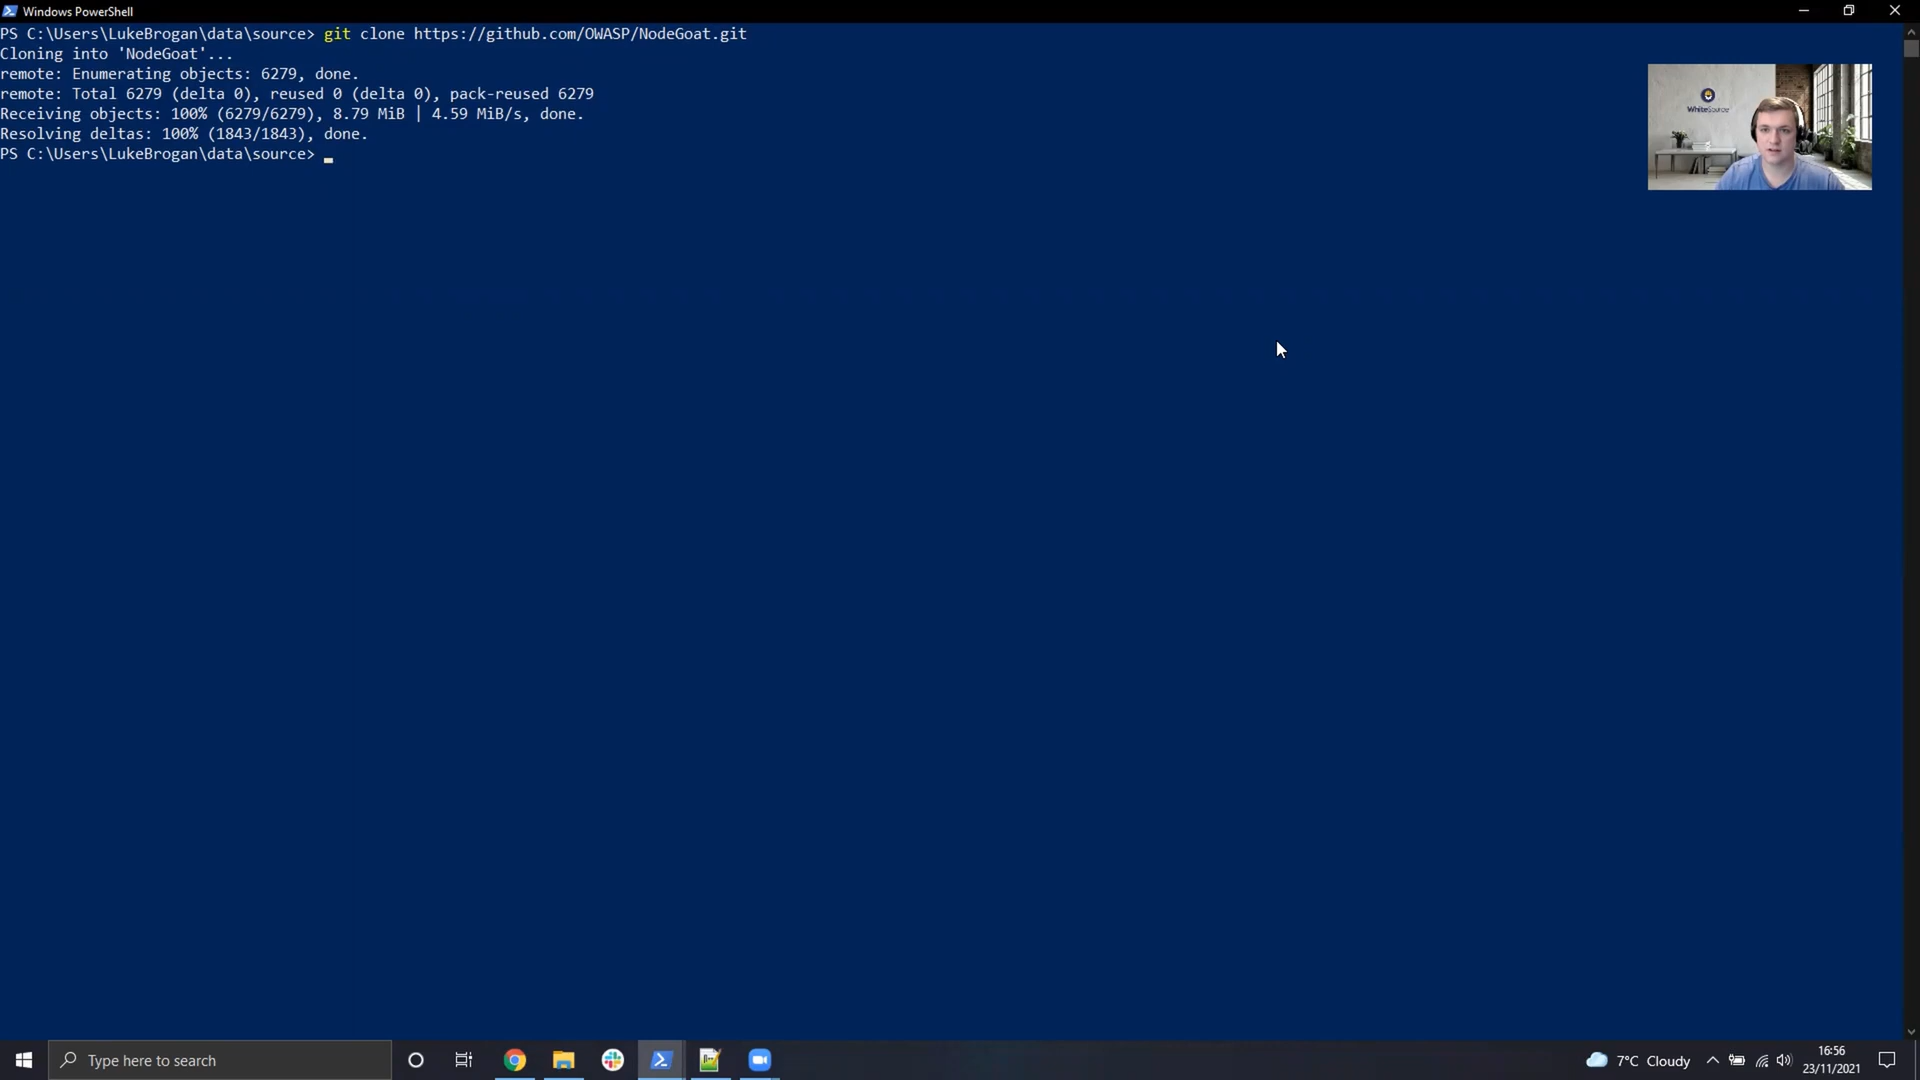 Windows PowerShell
PS C:\Users\LukeBrogan\data\source> git clone https://github.com/OWASP/NodeGoat.git
Cloning into 'NodeGoat'...
remote: Enumerating objects: 6279, done.
remote: Total 6279 (delta 0), reused 0 (delta 0), pack-reused 6279
Receiving objects: 100% (6279/6279), 8.79 MiB | 4.59 MiB/s, done.
Resolving deltas: 100% (1843/1843), done.
PS C:\Users\LukeBrogan\data\source>
WhiteSource
Type here to search
7°C Cloudy
16:56
23/11/2021